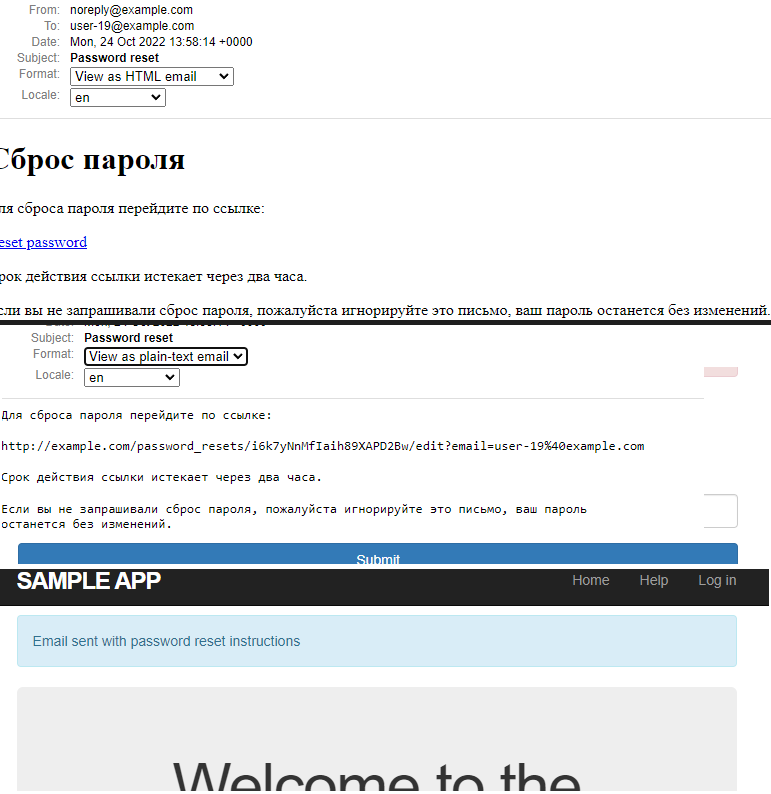 From: noreply@example.com
To: user-19@example.com
Date: Mon, 24 Oct 2022 13:58:14 +0000
Subject: Password reset
Format: View as HTML email
Locale: en
Сброс пароля
ля сброса пароля перейдите по ссылке:
eset password
рок действия ссылки истекает через два часа.
сли вы не запрашивали сброс пароля, пожалуйста игнорируйте это письмо, ваш пароль останется без изменений.
Subject: Password reset
Format: View as plain-text email
Locale: en
Для сброса пароля перейдите по ссылке:
http://example.com/password_resets/i6k7yNnMfIaih89XAPD2Bw/edit?email=user-19%40example.com
Срок действия ссылки истекает через два часа.
Если вы не запрашивали сброс пароля, пожалуйста игнорируйте это письмо, ваш пароль
останется без изменений.
Submit
SAMPLE APP Home Help Log in
Email sent with password reset instructions
Welcome to the